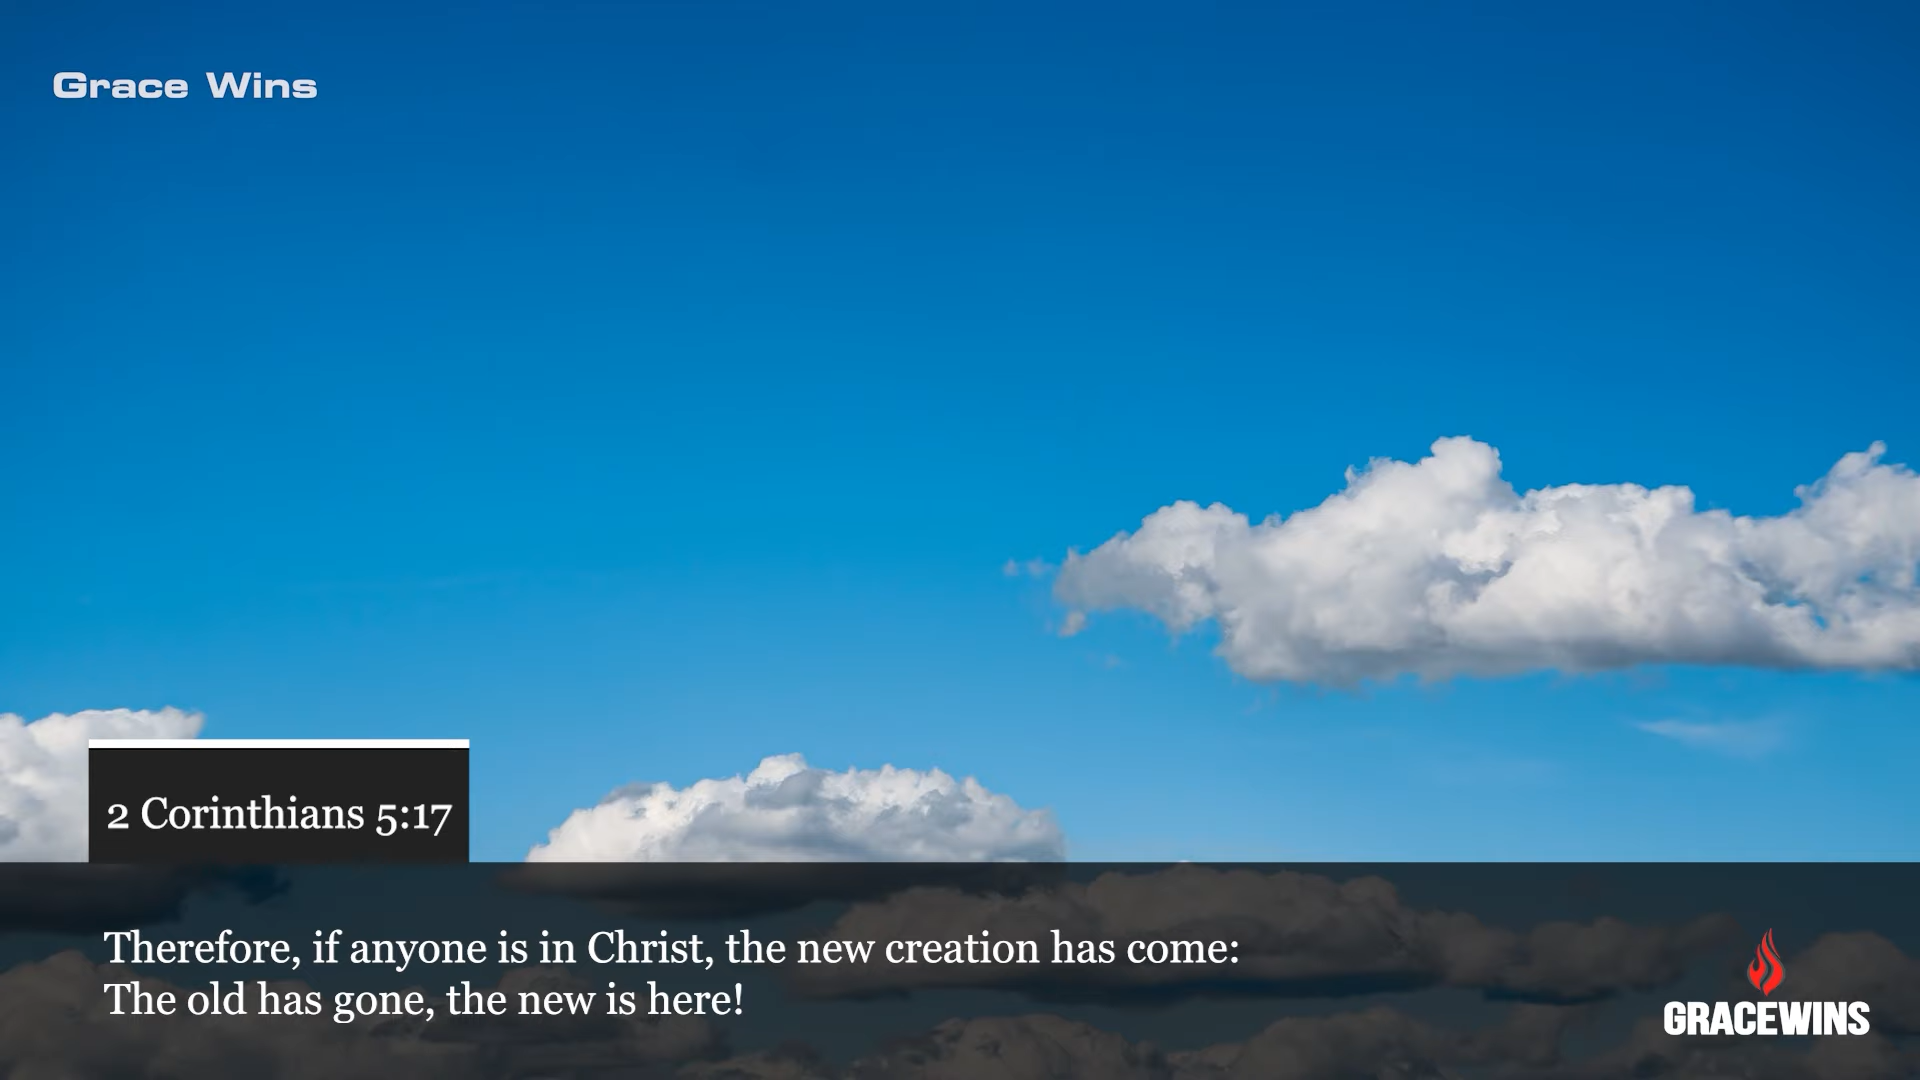 Grace Wins
2 Corinthians 5:17
Therefore, if anyone is in Christ, the new creation has come:
The old has gone, the new is here!
GRACEWINS